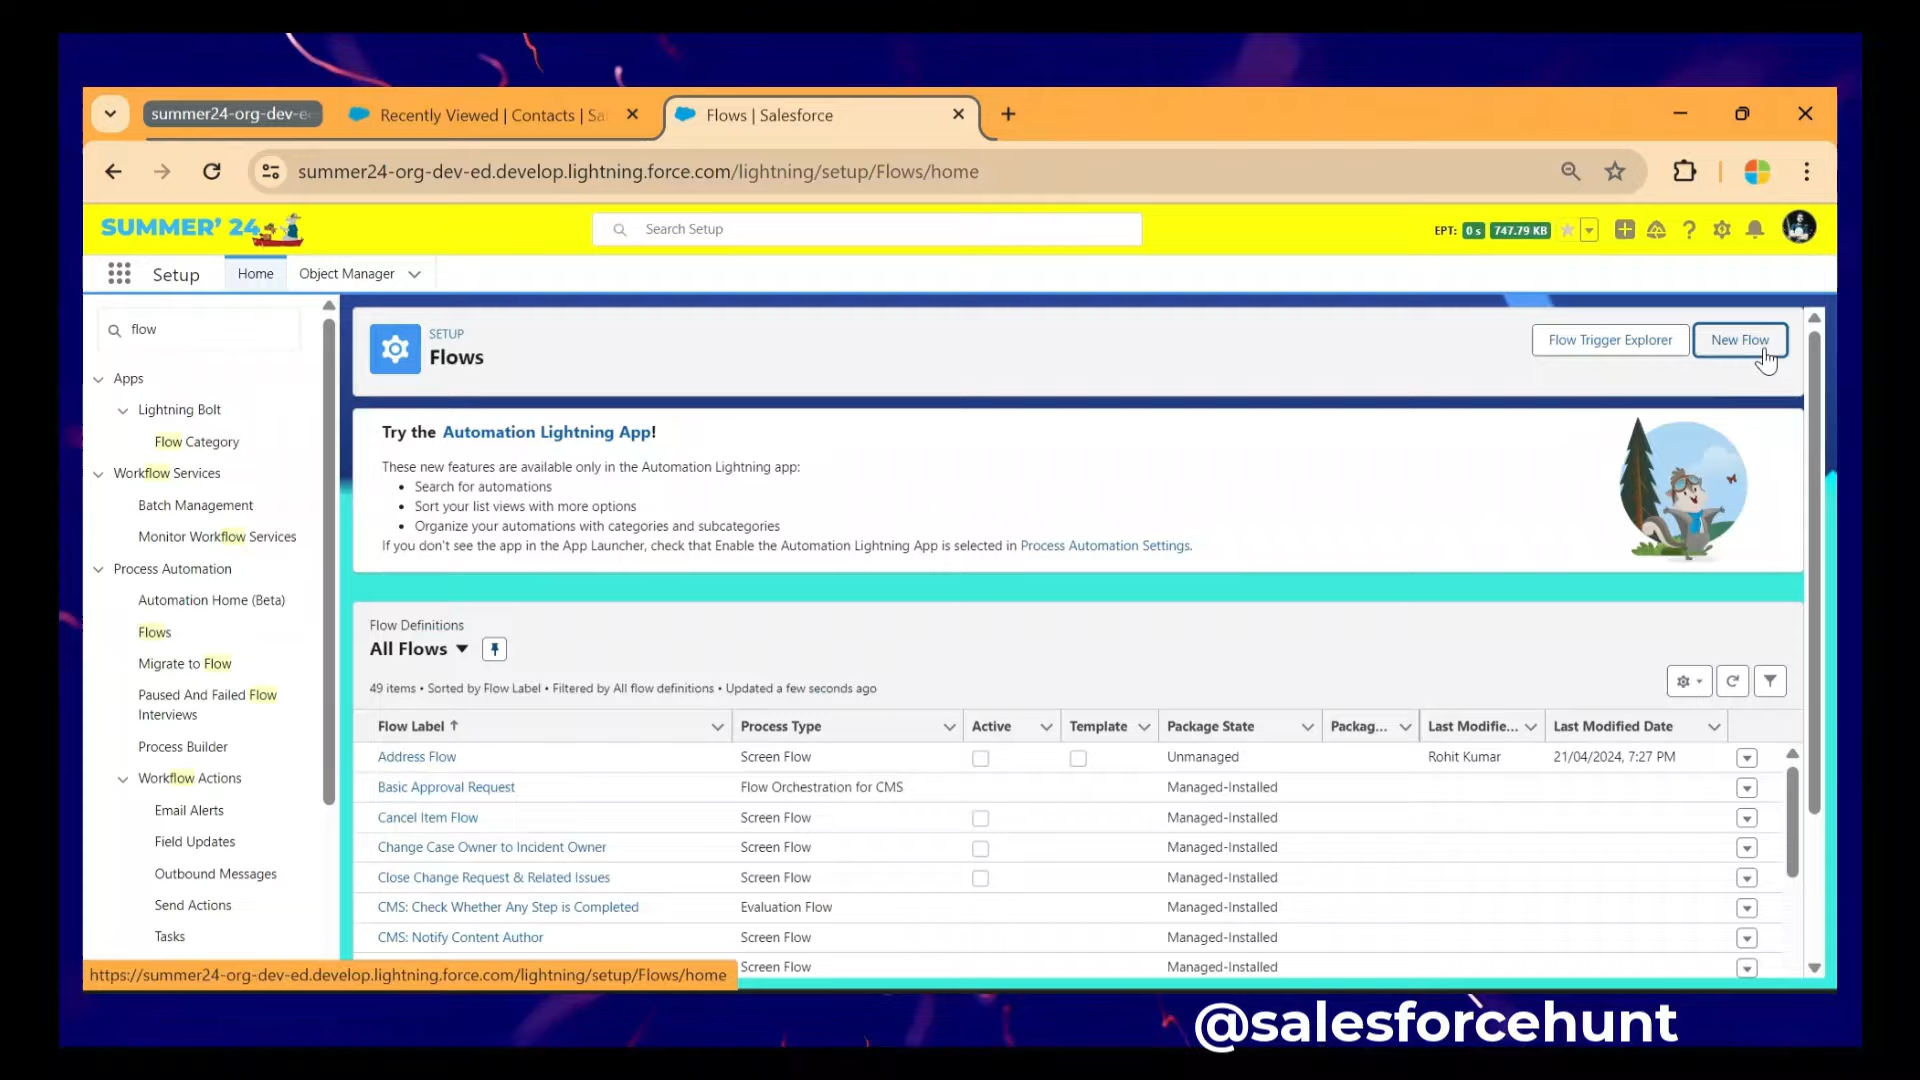 summer24-org-dev-e
Recently Viewed | Contacts | Sa
Flows | Salesforce
summer24-org-dev-ed.develop.lightning.force.com/lightning/setup/Flows/home
SUMMER' 24
Search Setup
EPT: 0 s 747.79 KB
Setup
Home
Object Manager
flow
Apps
Lightning Bolt
Flow Category
Workflow Services
Batch Management
Monitor Workflow Services
Process Automation
Automation Home (Beta)
Flows
Migrate to Flow
Paused And Failed Flow
Interviews
Process Builder
Workflow Actions
Email Alerts
Field Updates
Outbound Messages
Send Actions
Tasks
SETUP
Flows
Flow Trigger Explorer
New Flow
Try the Automation Lightning App!
These new features are available only in the Automation Lightning app:
• Search for automations
• Sort your list views with more options
• Organize your automations with categories and subcategories
If you don't see the app in the App Launcher, check that Enable the Automation Lightning App is selected in Process Automation Settings.
Flow Definitions
All Flows
49 items • Sorted by Flow Label • Filtered by All flow definitions • Updated a few seconds ago
Flow Label ↑ Process Type Active Template Package State Packag... Last Modifie... Last Modified Date
Address Flow Screen Flow Unmanaged Rohit Kumar 21/04/2024, 7:27 PM
Basic Approval Request Flow Orchestration for CMS Managed-Installed
Cancel Item Flow Screen Flow Managed-Installed
Change Case Owner to Incident Owner Screen Flow Managed-Installed
Close Change Request & Related Issues Screen Flow Managed-Installed
CMS: Check Whether Any Step is Completed Evaluation Flow Managed-Installed
CMS: Notify Content Author Screen Flow Managed-Installed
Screen Flow Managed-Installed
https://summer24-org-dev-ed.develop.lightning.force.com/lightning/setup/Flows/home
@salesforcehunt